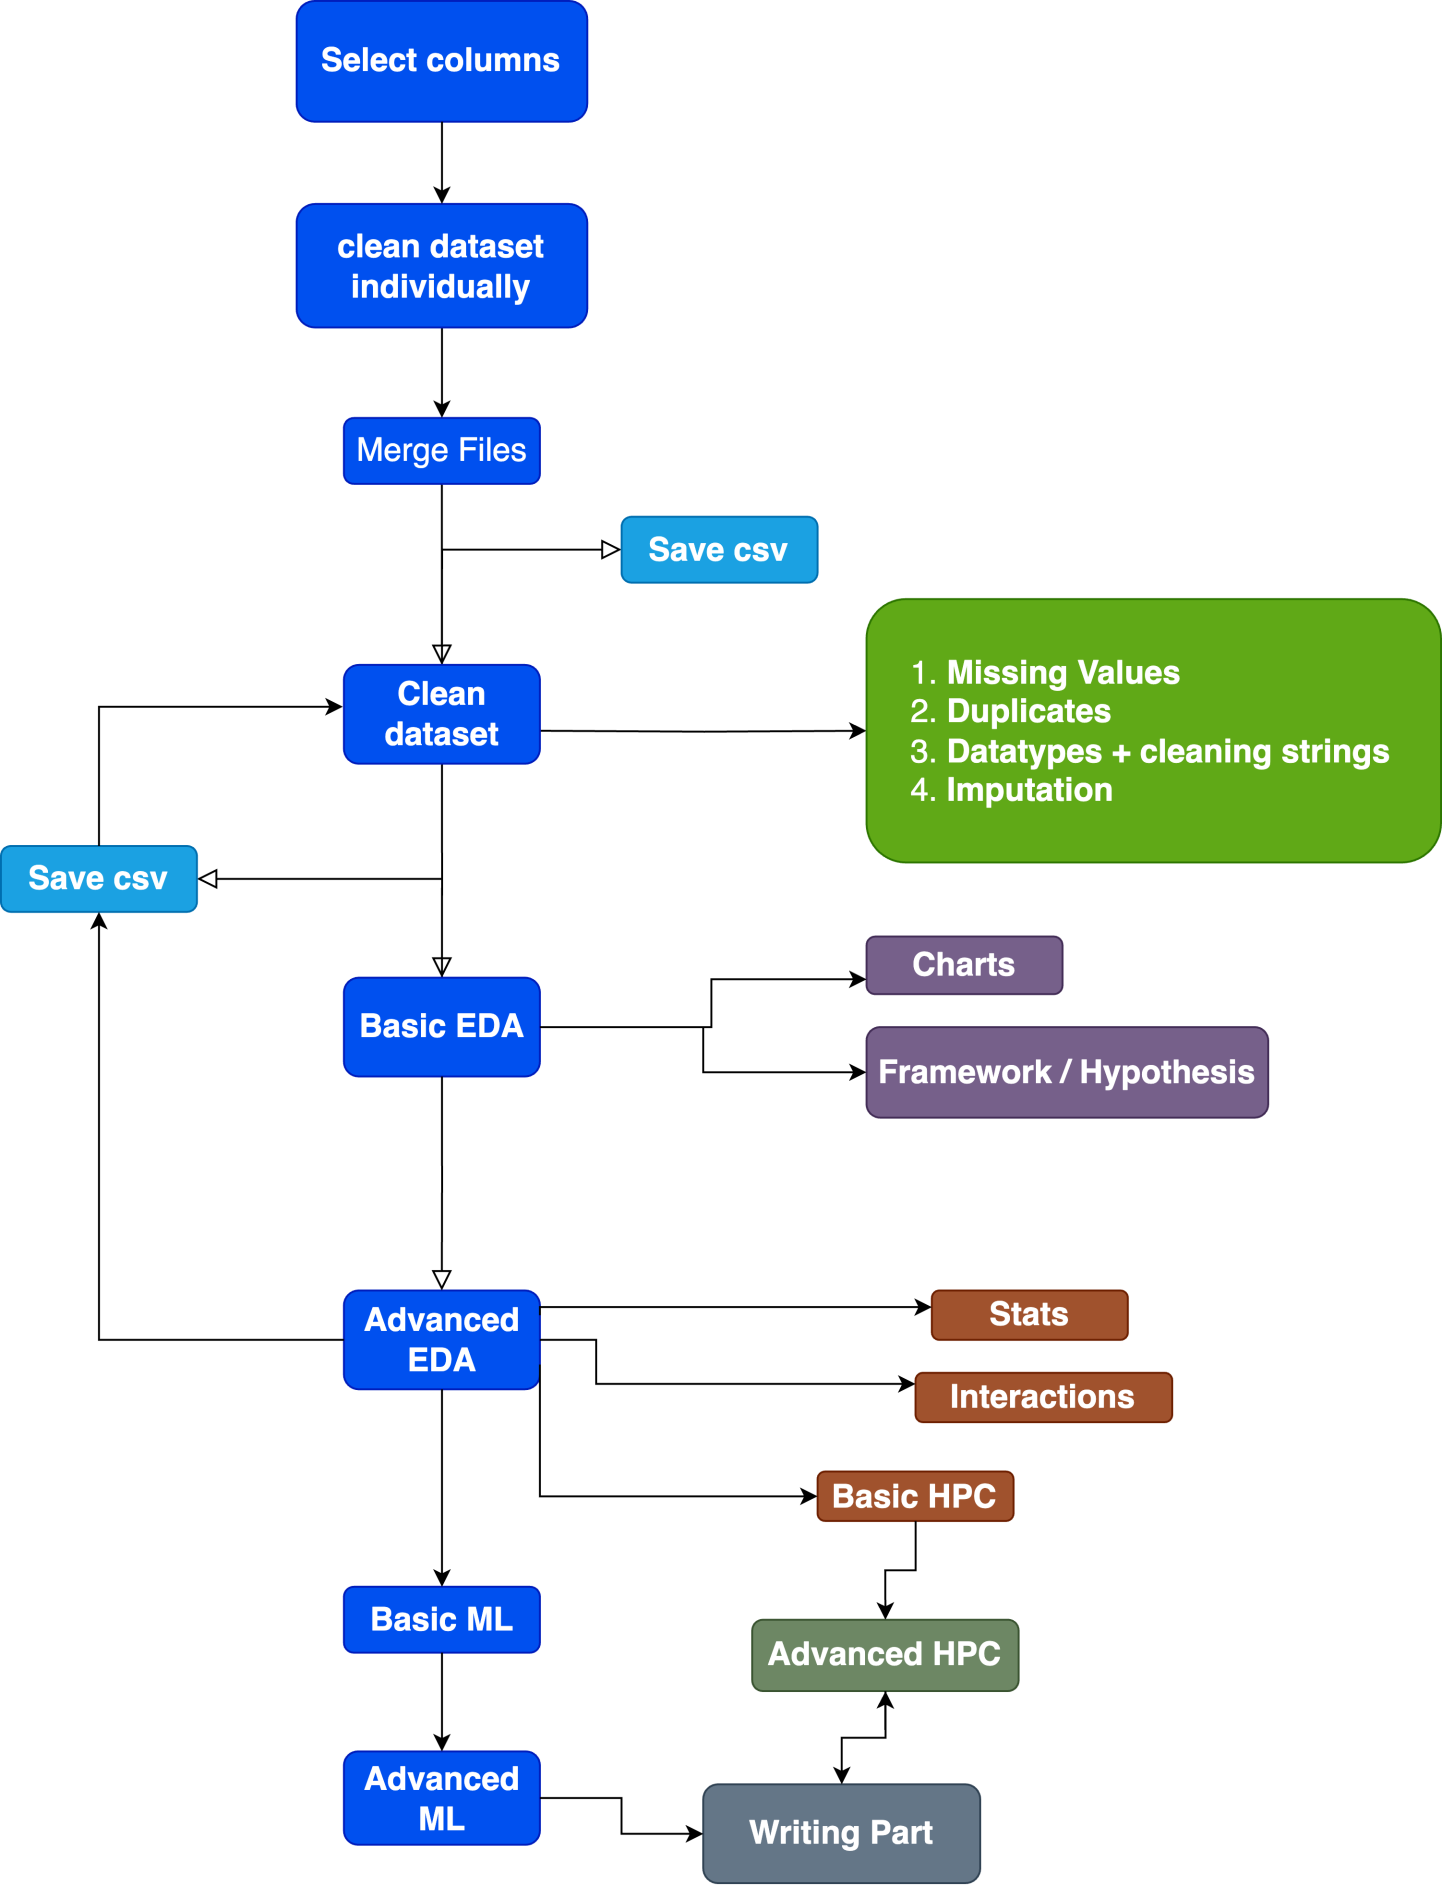 Select columns
clean dataset
individually
Merge Files
Save csv
Clean
dataset
1. Missing Values
2. Duplicates
3. Datatypes + cleaning strings
4. Imputation
Save csv
Charts
Basic EDA
Framework / Hypothesis
Advanced
EDA
Stats
Interactions
Basic HPC
Basic ML
Advanced HPC
Advanced
ML
Writing Part